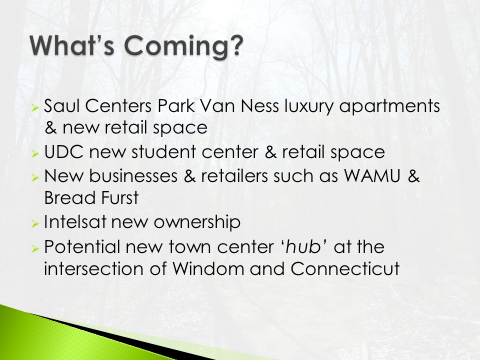 What's Coming?
Saul Centers Park Van Ness luxury apartments
& new retail space
UDC new student center & retail space
New businesses & retailers such as WAMU &
Bread Furst
Intelsat new ownership
Potential new town center ‘hub’ at the
intersection of Windom and Connecticut